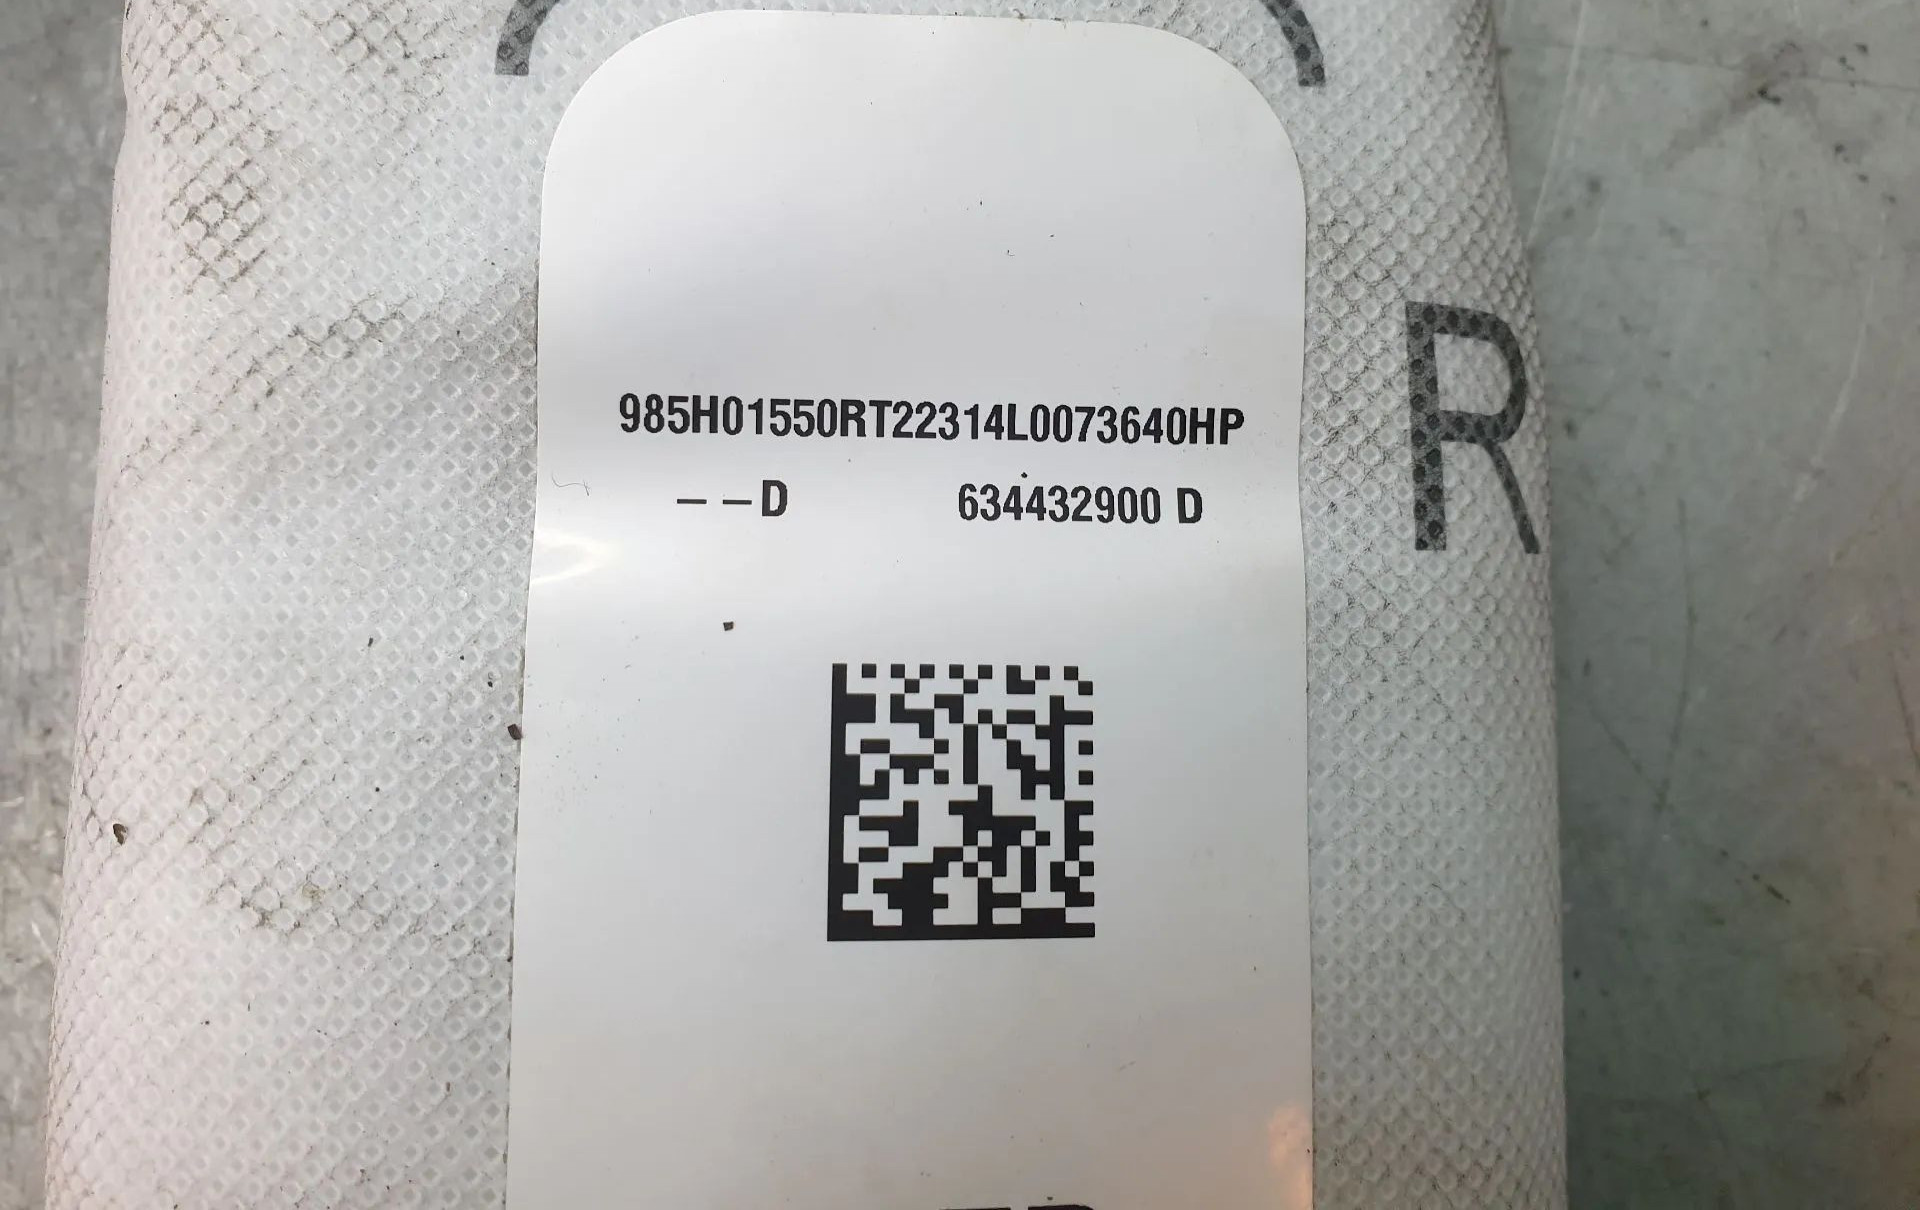 985H01550RT22314L0073640HP
– –D 634432900 D
R